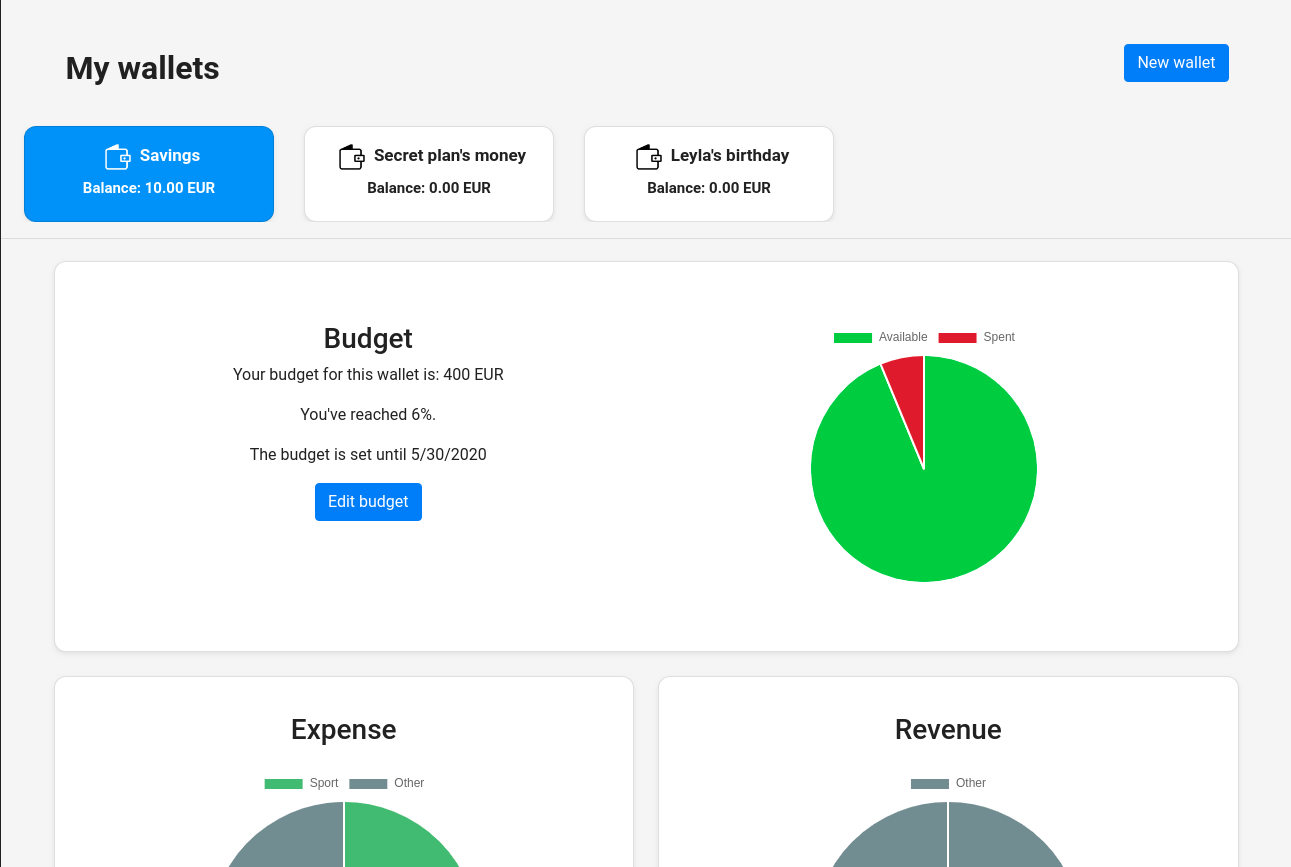 My wallets
New wallet
Savings
Balance: 10.00 EUR
Secret plan's money
Balance: 0.00 EUR
Leyla's birthday
Balance: 0.00 EUR
Budget
Your budget for this wallet is: 400 EUR
You've reached 6%.
The budget is set until 5/30/2020
Edit budget
Available Spent
Expense
Sport Other
Revenue
Other